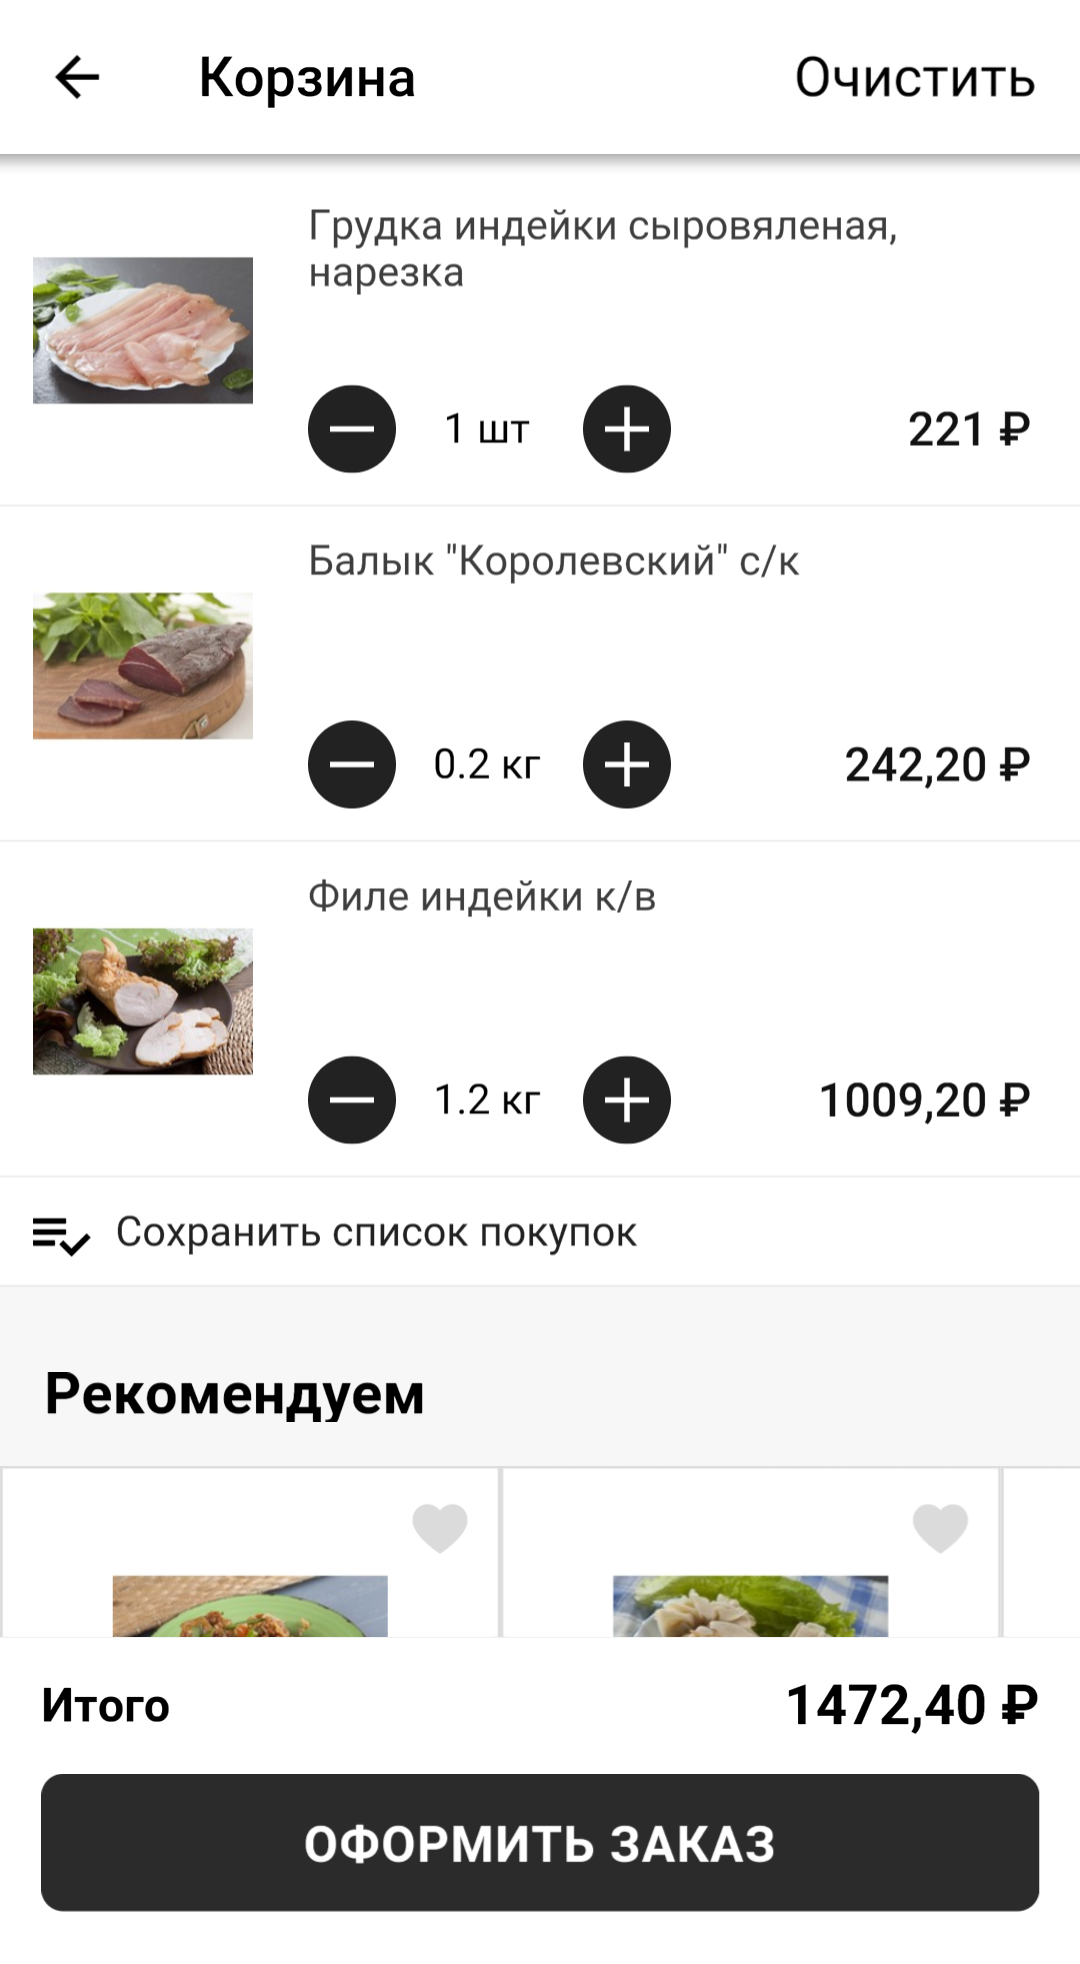 Корзина
Очистить
Грудка индейки сыровяленая,
нарезка
1 шт
221 ₽
Балык "Королевский" с/к
0.2 кг
242,20 ₽
Филе индейки к/в
1.2 кг
1009,20 ₽
Сохранить список покупок
Рекомендуем
Итого
1472,40 ₽
ОФОРМИТЬ ЗАКАЗ